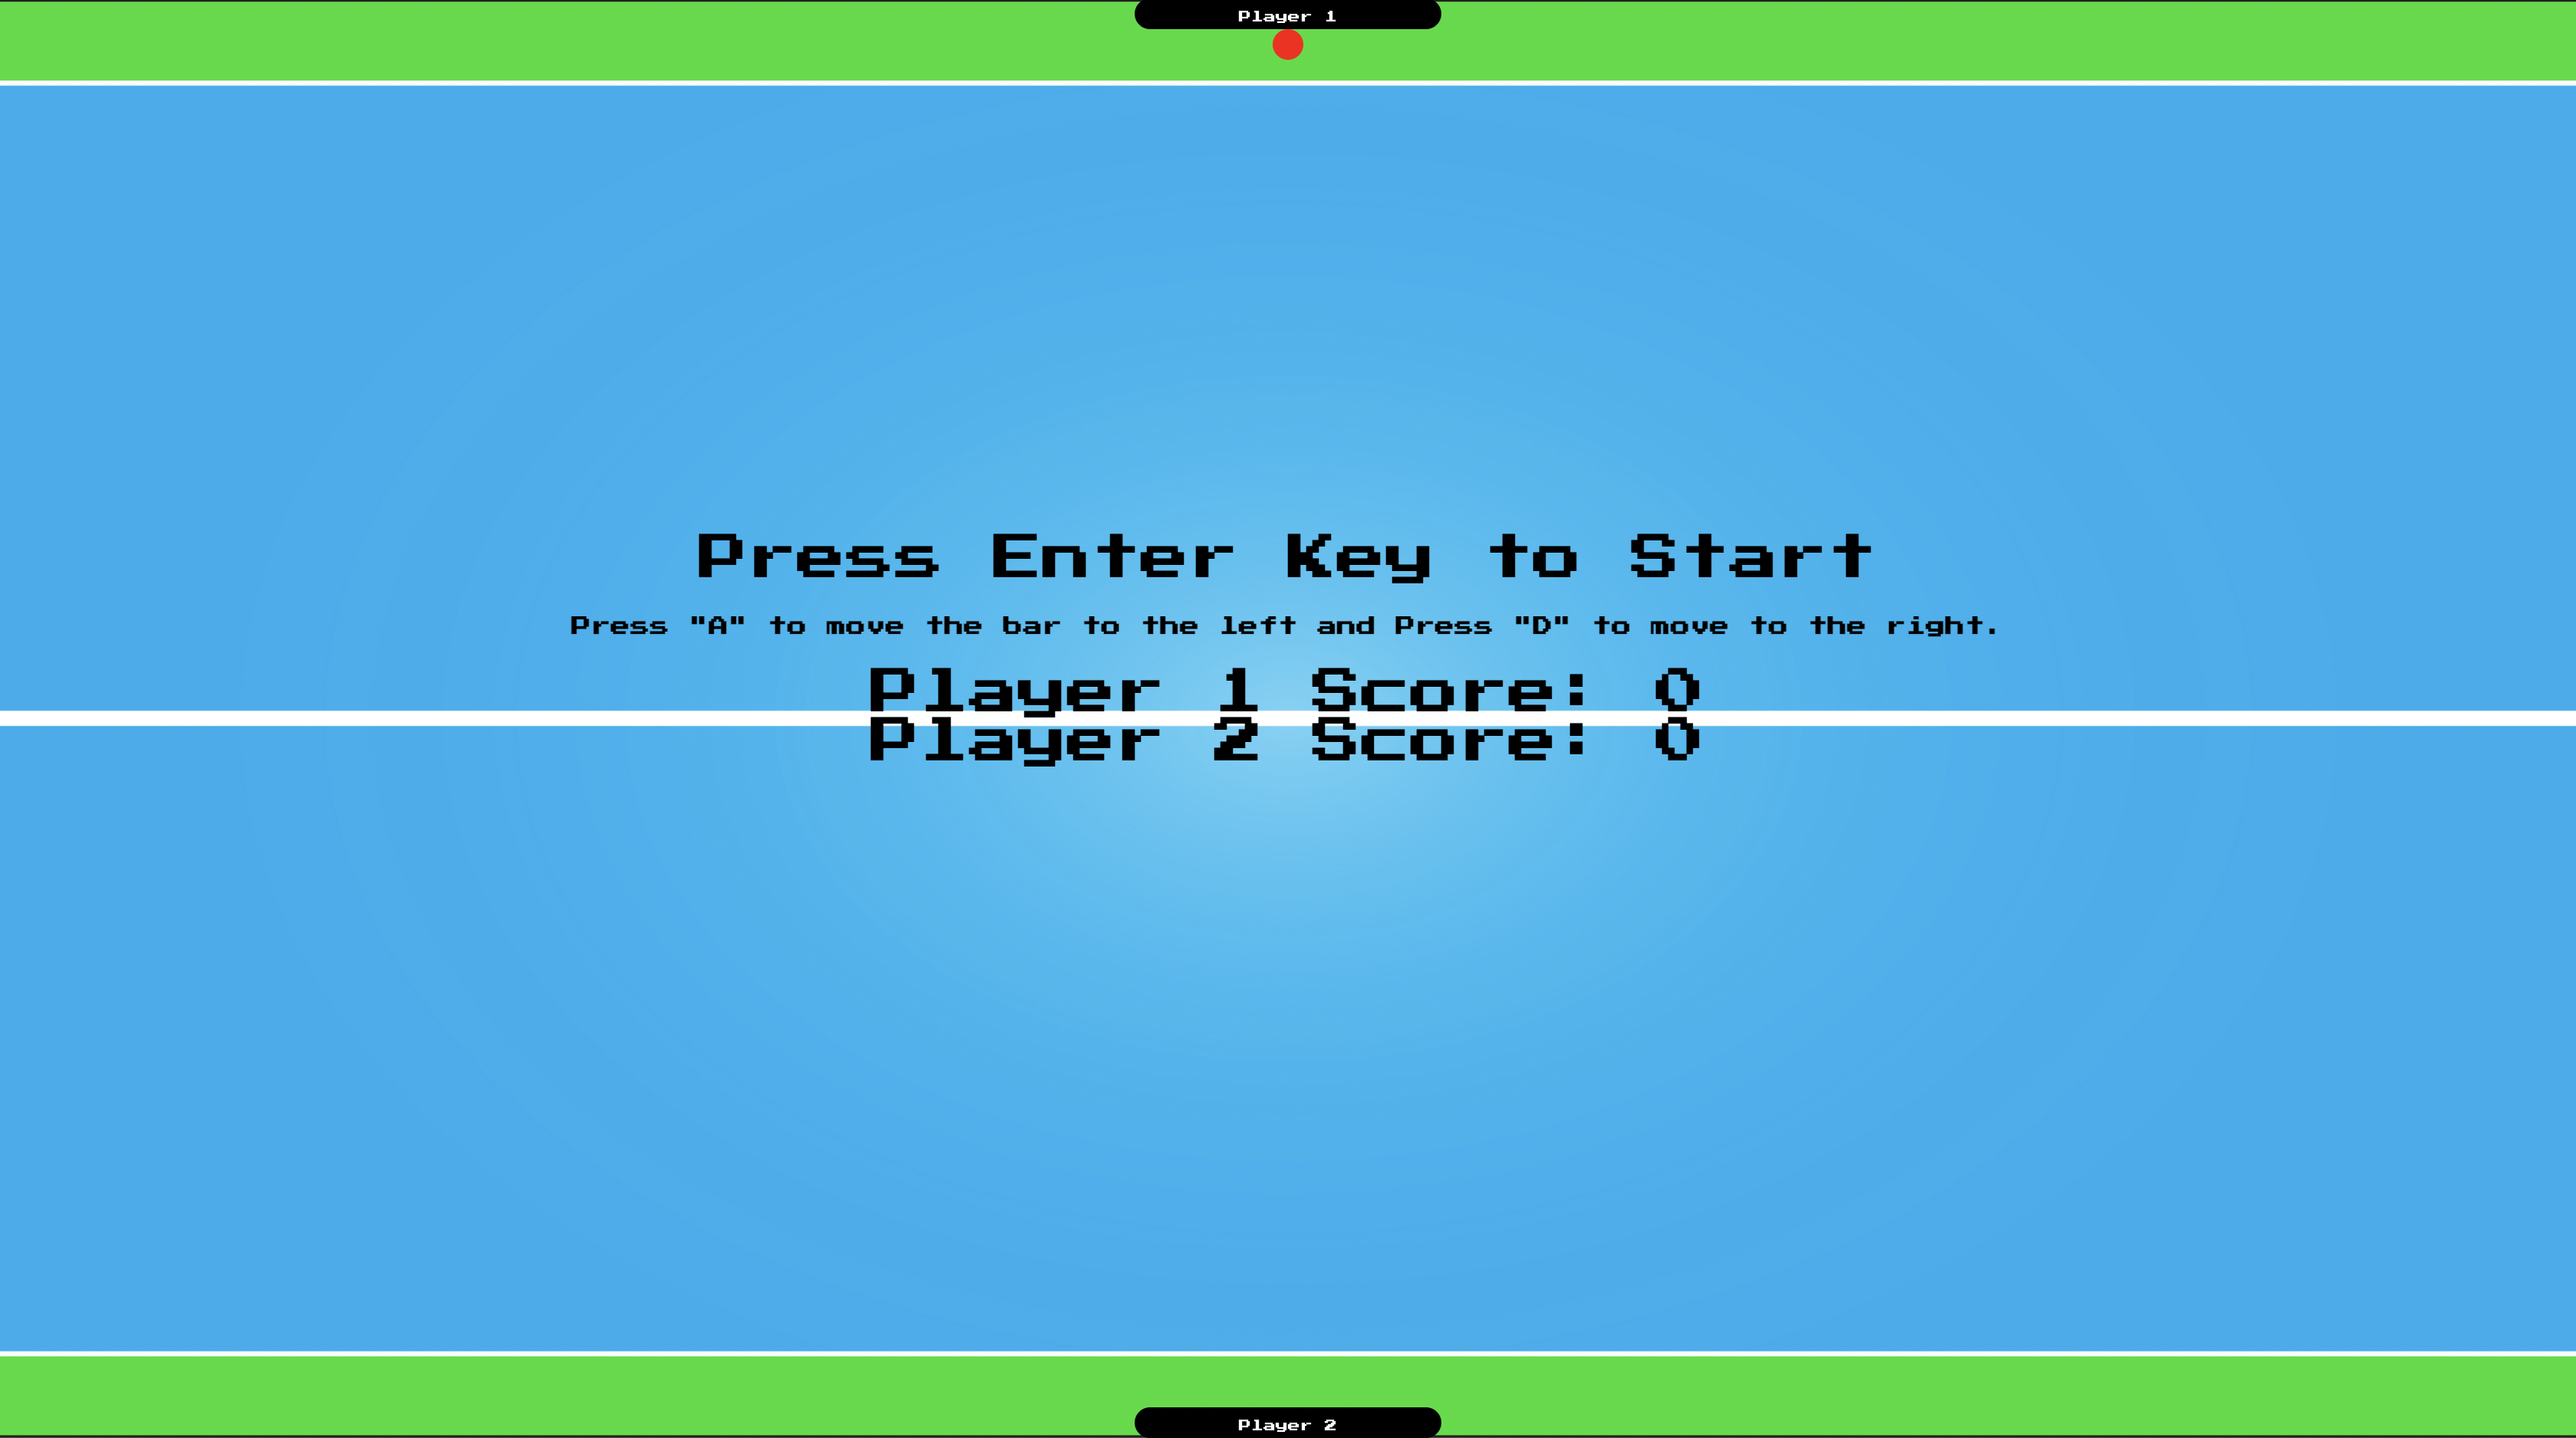 Player 1
Press Enter Key to Start
Press "A" to move the bar to the left and Press "D" to move to the right.
Player 1 Score: 0
Player 2 Score: 0
Player 2